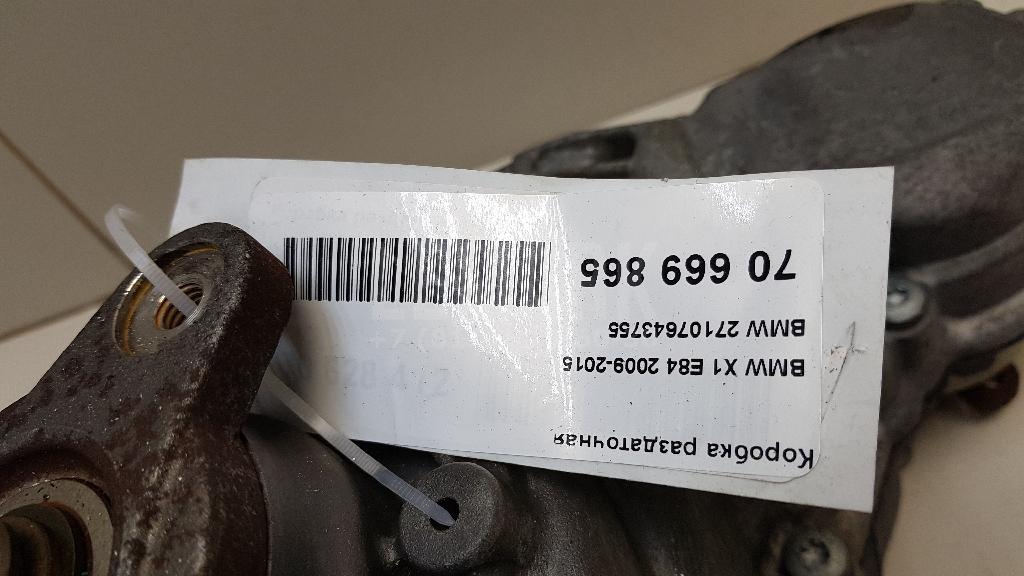 Коробка раздаточная
BMW X1 E84 2009-2015
BMW 27107643755
70 669 865